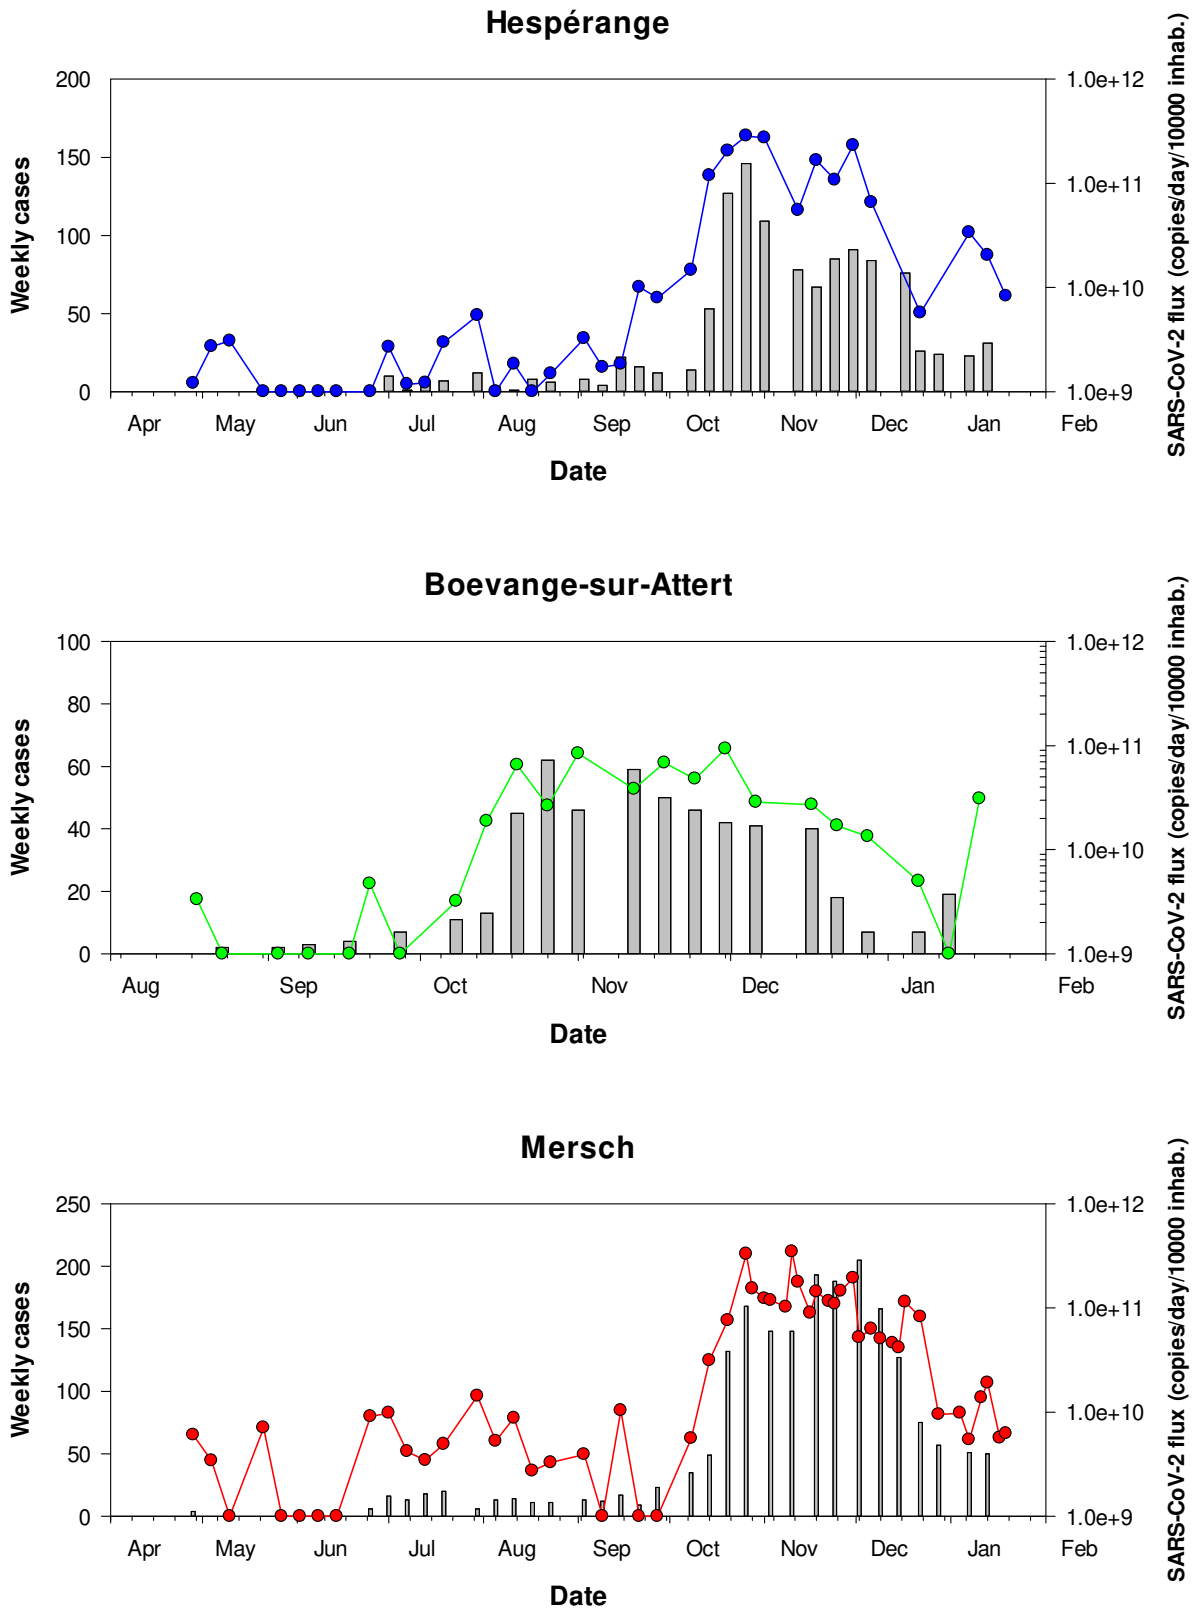 Hespérange
200
150
100
50
0
Weekly cases
1.0e+12
1.0e+11
1.0e+10
1.0e+9
SARS-CoV-2 flux (copies/day/10000 inhab.)
Apr May Jun Jul Aug Sep Oct Nov Dec Jan Feb
Date
Boevange-sur-Attert
100
80
60
40
20
0
Weekly cases
1.0e+12
1.0e+11
1.0e+10
1.0e+9
SARS-CoV-2 flux (copies/day/10000 inhab.)
Aug Sep Oct Nov Dec Jan Feb
Date
Mersch
250
200
150
100
50
0
Weekly cases
1.0e+12
1.0e+11
1.0e+10
1.0e+9
SARS-CoV-2 flux (copies/day/10000 inhab.)
Apr May Jun Jul Aug Sep Oct Nov Dec Jan Feb
Date